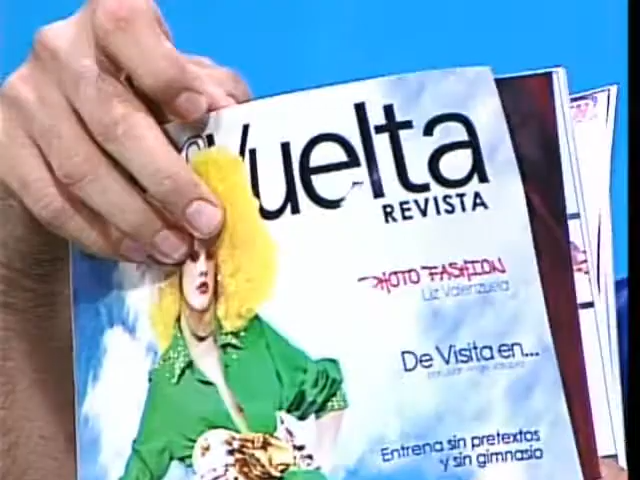 Vuelta
REVISTA
PHOTO FASHION
Liz Valenzuela
De Visita en...
Entrena sin pretextos
y sin gimnasio